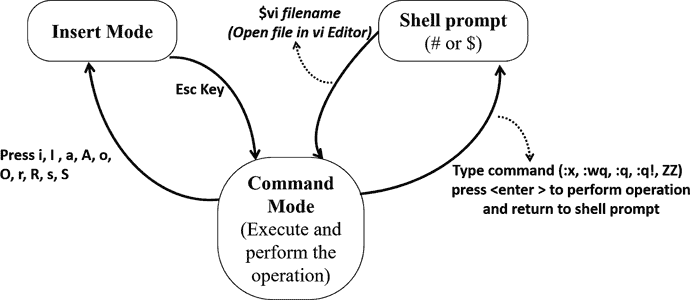 Insert Mode
$vi filename
(Open file in vi Editor)
Shell prompt
(# or $)
Esc Key
Press i, I , a, A, o,
O, r, R, s, S
Command
Mode
(Execute and
perform the
operation)
Type command (:x, :wq, :q, :q!, ZZ)
press <enter > to perform operation
and return to shell prompt